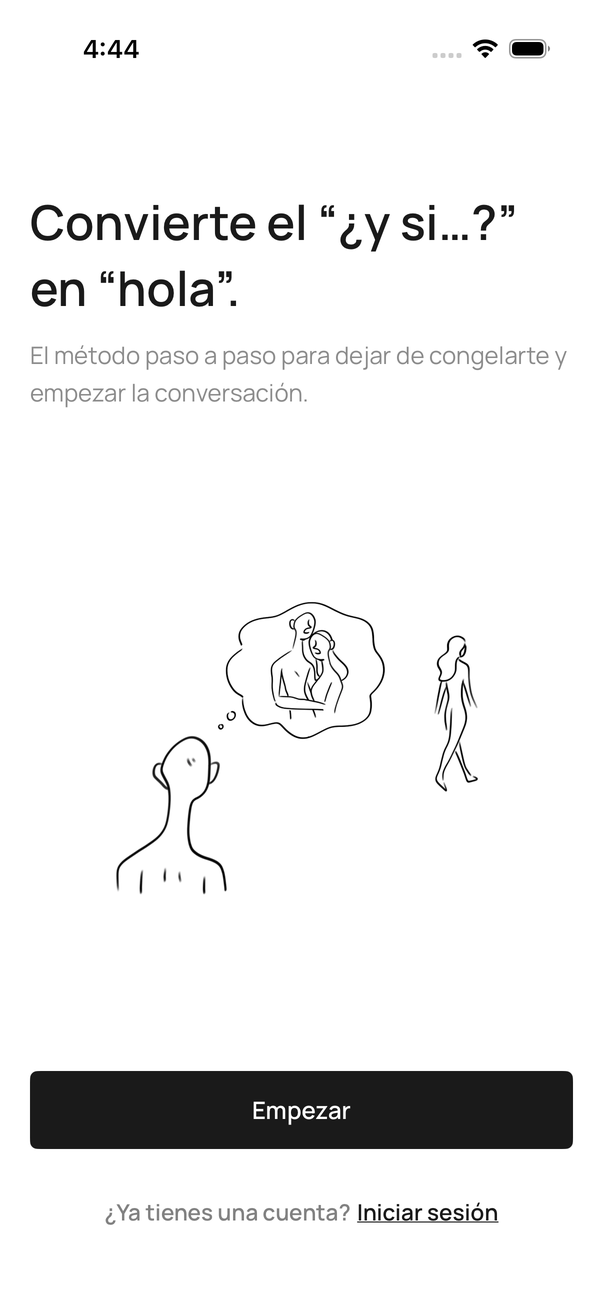 4:44
Convierte el “¿y si...?”
en “hola”.
El método paso a paso para dejar de congelarte y
empezar la conversación.
Empezar
¿Ya tienes una cuenta? Iniciar sesión